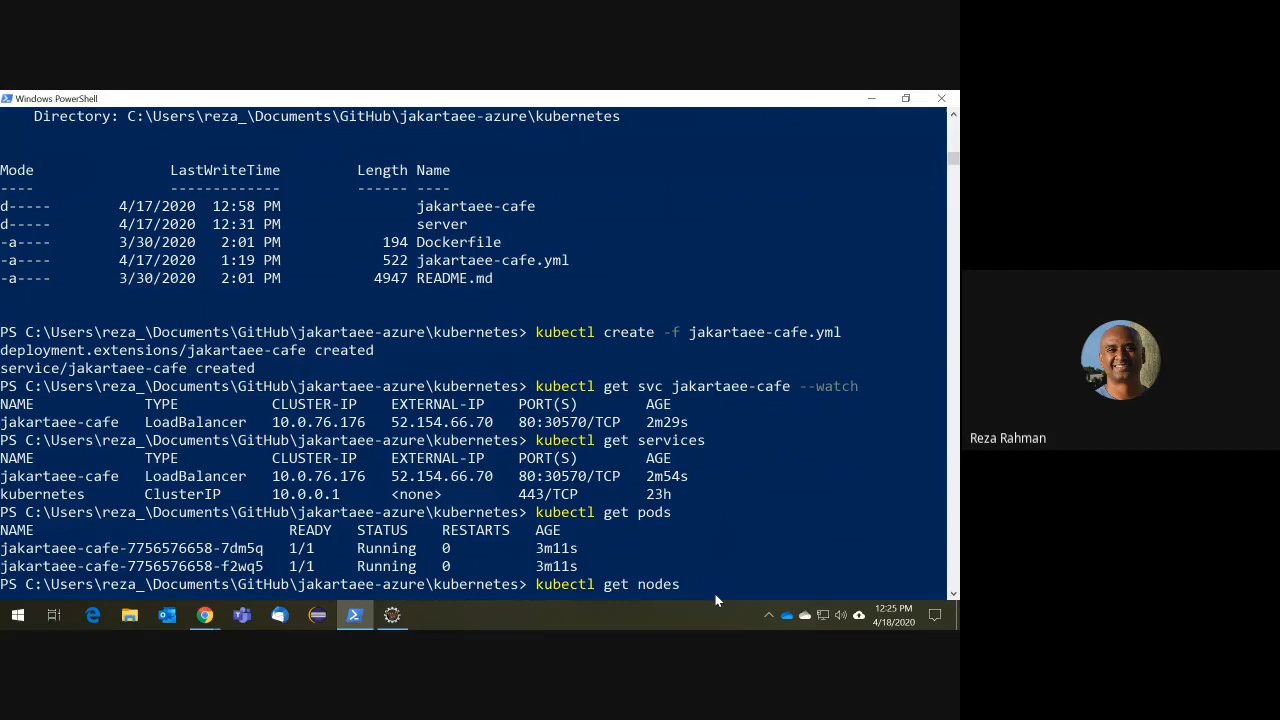 Windows PowerShell
Directory: C:\Users\reza_\Documents\GitHub\jakartaee-azure\kubernetes
Mode LastWriteTime Length Name
---- ------------- ------ ----
d----- 4/17/2020 12:58 PM jakartaee-cafe
d----- 4/17/2020 12:31 PM server
-a---- 3/30/2020 2:01 PM 194 Dockerfile
-a---- 4/17/2020 1:19 PM 522 jakartaee-cafe.yml
-a---- 3/30/2020 2:01 PM 4947 README.md
PS C:\Users\reza_\Documents\GitHub\jakartaee-azure\kubernetes> kubectl create -f jakartaee-cafe.yml
deployment.extensions/jakartaee-cafe created
service/jakartaee-cafe created
PS C:\Users\reza_\Documents\GitHub\jakartaee-azure\kubernetes> kubectl get svc jakartaee-cafe --watch
NAME TYPE CLUSTER-IP EXTERNAL-IP PORT(S) AGE
jakartaee-cafe LoadBalancer 10.0.76.176 52.154.66.70 80:30570/TCP 2m29s
PS C:\Users\reza_\Documents\GitHub\jakartaee-azure\kubernetes> kubectl get services
NAME TYPE CLUSTER-IP EXTERNAL-IP PORT(S) AGE
jakartaee-cafe LoadBalancer 10.0.76.176 52.154.66.70 80:30570/TCP 2m54s
kubernetes ClusterIP 10.0.0.1 <none> 443/TCP 23h
PS C:\Users\reza_\Documents\GitHub\jakartaee-azure\kubernetes> kubectl get pods
NAME READY STATUS RESTARTS AGE
jakartaee-cafe-7756576658-7dm5q 1/1 Running 0 3m11s
jakartaee-cafe-7756576658-f2wq5 1/1 Running 0 3m11s
PS C:\Users\reza_\Documents\GitHub\jakartaee-azure\kubernetes> kubectl get nodes
12:25 PM
4/18/2020
Reza Rahman